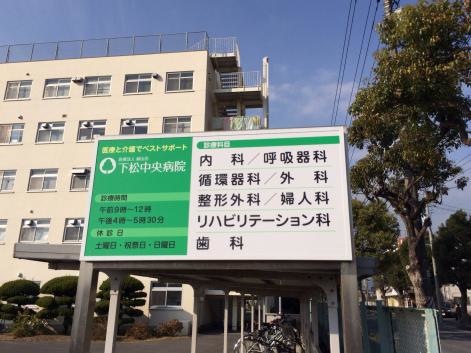 医療と介護でベストサポート
下松中央病院
診療時間
午前9時〜12時
午後4時〜5時30分
休診日
土曜日・祝祭日・日曜日
診療科目
内科／呼吸器科
循環器科／外科
整形外科／婦人科
リハビリテーション科
歯科